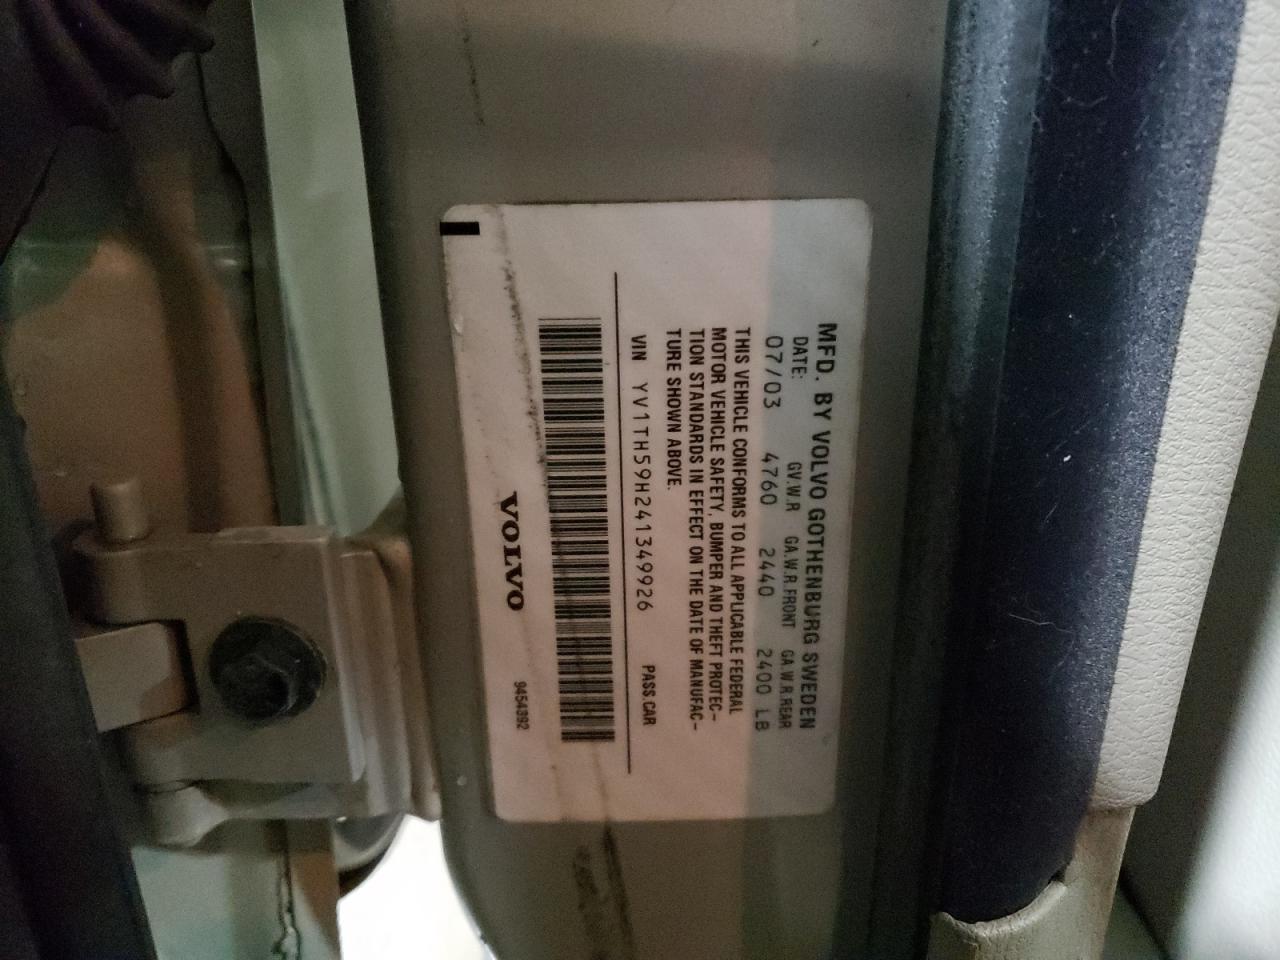 MFD. BY VOLVO GOTHENBURG SWEDEN
DATE: GV.W.R GA.W.R.FRONT GA.W.R.REAR
07/03 4760 2440 2400 LB
THIS VEHICLE CONFORMS TO ALL APPLICABLE FEDERAL
MOTOR VEHICLE SAFETY, BUMPER AND THEFT PROTEC-
TION STANDARDS IN EFFECT ON THE DATE OF MANUFAC-
TURE SHOWN ABOVE.
VIN YV1TH59H241349926 PASS.CAR
VOLVO 9454392